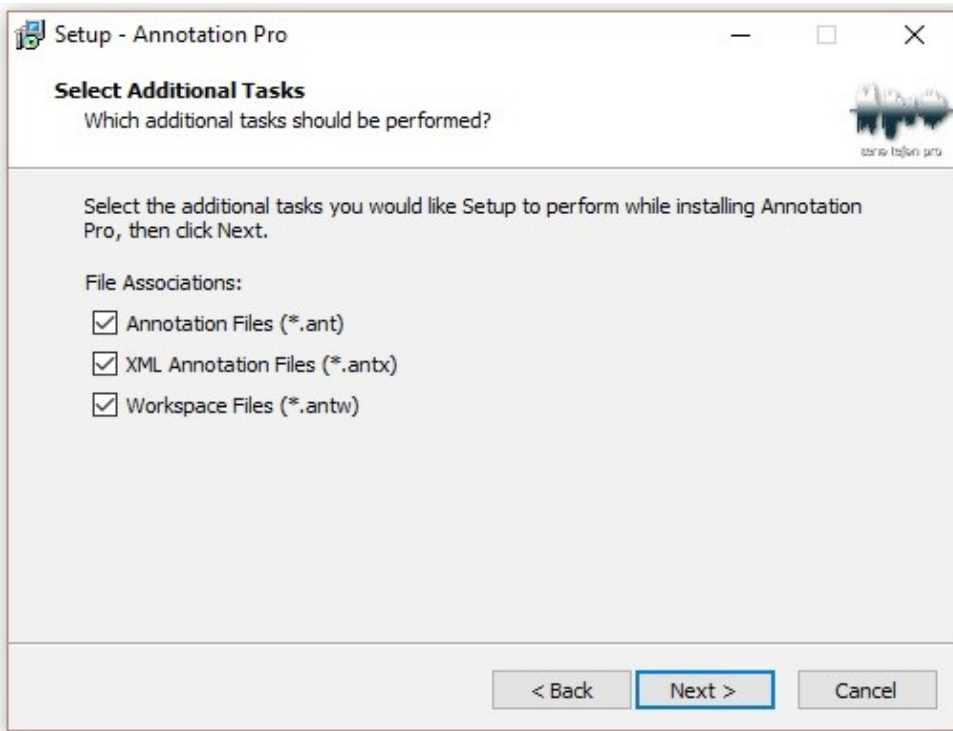 Setup - Annotation Pro
Select Additional Tasks
Which additional tasks should be performed?
Select the additional tasks you would like Setup to perform while installing Annotation
Pro, then click Next.
File Associations:
Annotation Files (*.ant)
XML Annotation Files (*.antx)
Workspace Files (*.antw)
< Back
Next >
Cancel